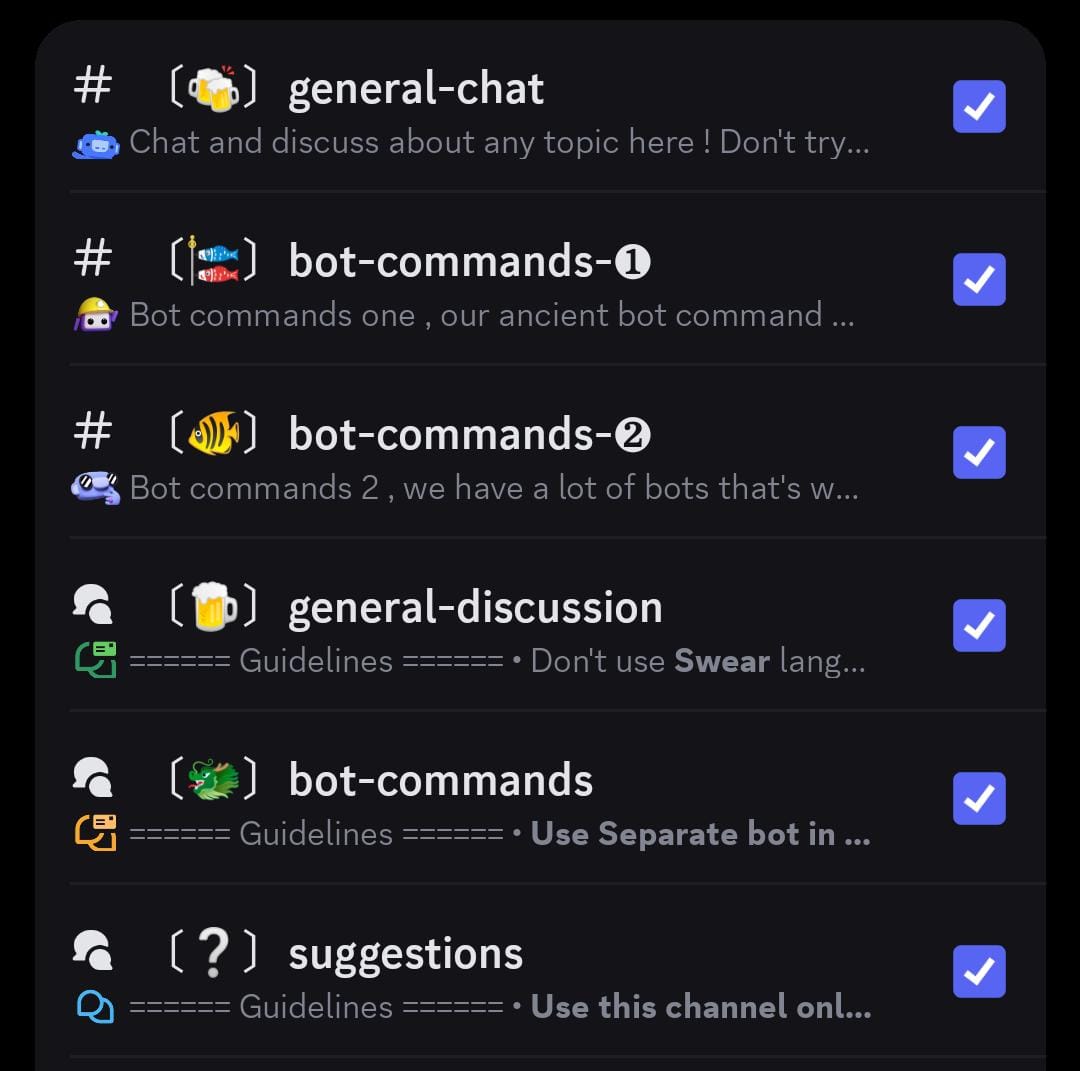 # 〔🍻〕 general-chat
Chat and discuss about any topic here ! Don't try...
# 〔🎏〕 bot-commands-❶
Bot commands one , our ancient bot command ...
# 〔🐠〕 bot-commands-❷
Bot commands 2 , we have a lot of bots that's w...
〔🍺〕 general-discussion
====== Guidelines ====== • Don't use Swear lang...
〔🐲〕 bot-commands
====== Guidelines ====== • Use Separate bot in ...
〔❔〕 suggestions
====== Guidelines ====== • Use this channel onl...